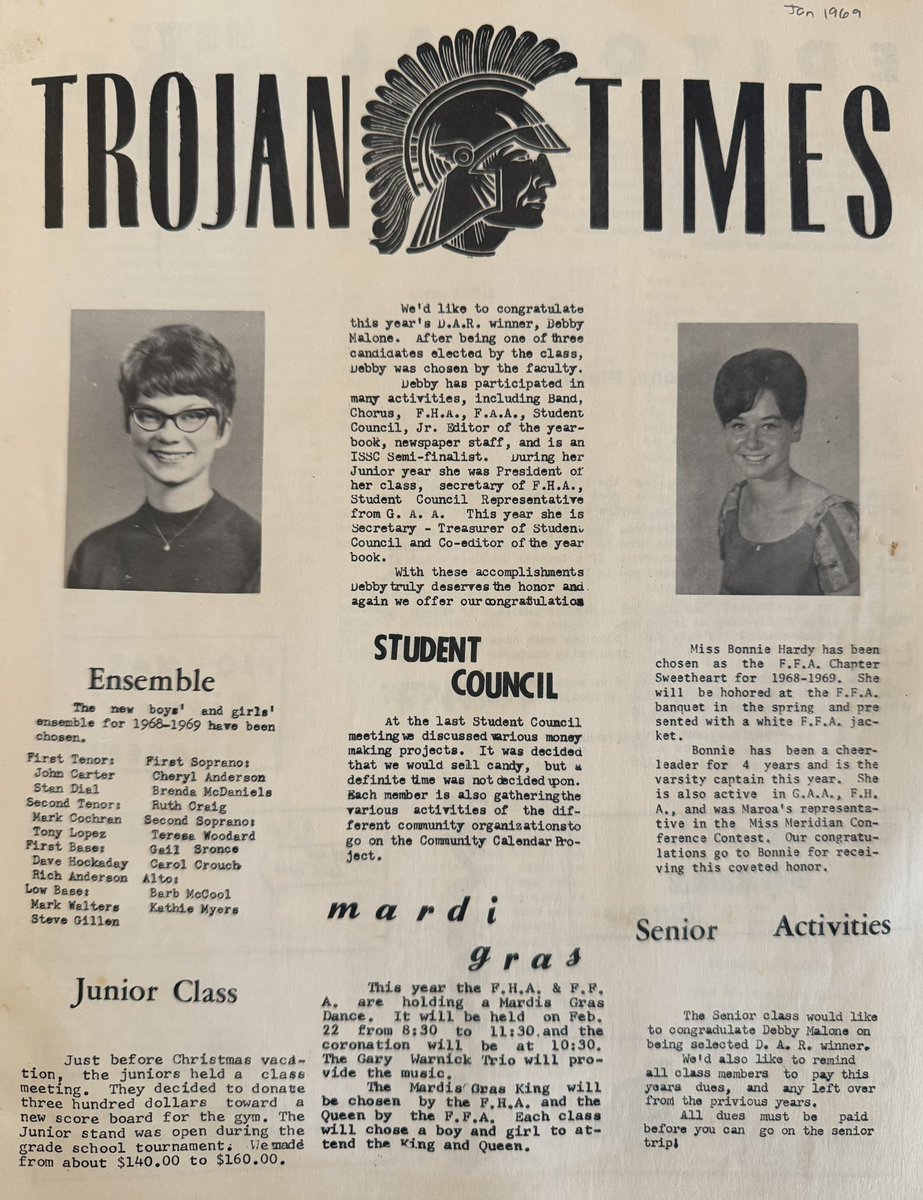 Jan 1969
TROJAN TIMES
We'd like to congratulate
this year's D.A.R. winner, Debby
Malone. After being one of three
candidates elected by the class,
Debby was chosen by the faculty.
Debby has participated in
many activities, including Band,
Chorus, F.H.A., F.A.A., Student
Council, Jr. Editor of the year-
book, newspaper staff, and is an
ISSC Semi-finalist. During her
Junior year she was President of
her class, secretary of F.H.A.,
Student Council Representative
from G. A. A. This year she is
Secretary - Treasurer of Student
Council and Co-editor of the year
book.
With these accomplishments
Debby truly deserves the honor and
again we offer our congratulation
Ensemble
The new boys' and girls'
ensemble for 1968-1969 have been
chosen.
First Tenor:
John Carter
Stan Dial
Second Tenor:
Mark Cochran
Tony Lopez
First Base:
Dave Hockaday
Rich Anderson
Low Base:
Mark Walters
Steve Gillen
First Soprano:
Cheryl Anderson
Brenda McDaniels
Ruth Craig
Second Soprano:
Teresa Woodard
Gail Sronce
Carol Crouch
Alto:
Barb McCool
Kathie Myers
Junior Class
Just before Christmas vaca-
tion, the juniors held a class
meeting. They decided to donate
three hundred dollars toward a
new score board for the gym. The
Junior stand was open during the
grade school tournament. We made
from about $140.00 to $160.00.
STUDENT
COUNCIL
At the last Student Council
meeting we discussed various money
making projects. It was decided
that we would sell candy, but a
definite time was not decided upon.
Each member is also gathering the
various activities of the dif-
ferent community organizations to
go on the Community Calendar Pro-
ject.
mardi
gras
This year the F.H.A. & F.F.
A. are holding a Mardis Gras
Dance. It will be held on Feb.
22 from 8:30 to 11:30.and the
coronation will be at 10:30.
The Gary Warnick Trio will pro-
vide the music.
The Mardis Gras King will
be chosen by the F.H.A. and the
Queen by the F.F.A. Each class
will chose a boy and girl to at-
tend the King and Queen.
Miss Bonnie Hardy has been
chosen as the F.F.A. Chapter
Sweetheart for 1968-1969. She
will be hohored at the F.F.A.
banquet in the spring and pre
sented with a white F.F.A. jac-
ket.
Bonnie has been a cheer-
leader for 4 years and is the
varsity captain this year. She
is also active in G.A.A., F.H.
A., and was Maroa's representa-
tive in the Miss Meridian Con-
ference Contest. Our congratu-
lations go to Bonnie for recei-
ving this coveted honor.
Senior Activities
The Senior class would like
to congradulate Debby Malone on
being selected D. A. R. winner.
We'd also like to remind
all class members to pay this
years dues, and any left over
from the privious years.
All dues must be paid
before you can go on the senior
trip!